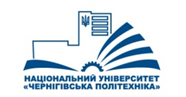 НАЦІОНАЛЬНИЙ УНІВЕРСИТЕТ
«ЧЕРНІГІВСЬКА ПОЛІТЕХНІКА»